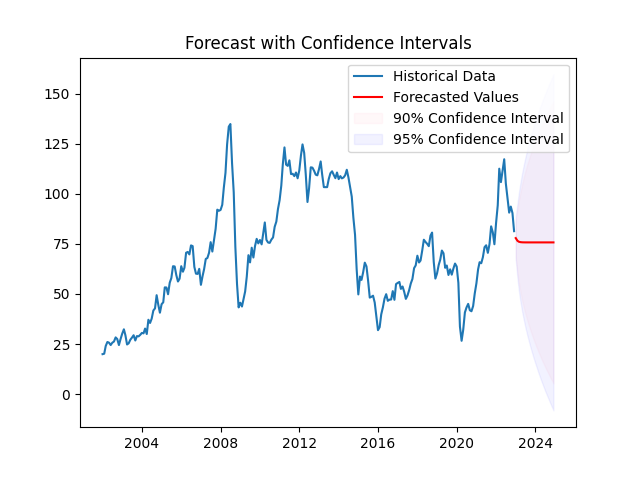 Forecast with Confidence Intervals
Historical Data
Forecasted Values
90% Confidence Interval
95% Confidence Interval
150
125
100
75
50
25
0
2004 2008 2012 2016 2020 2024